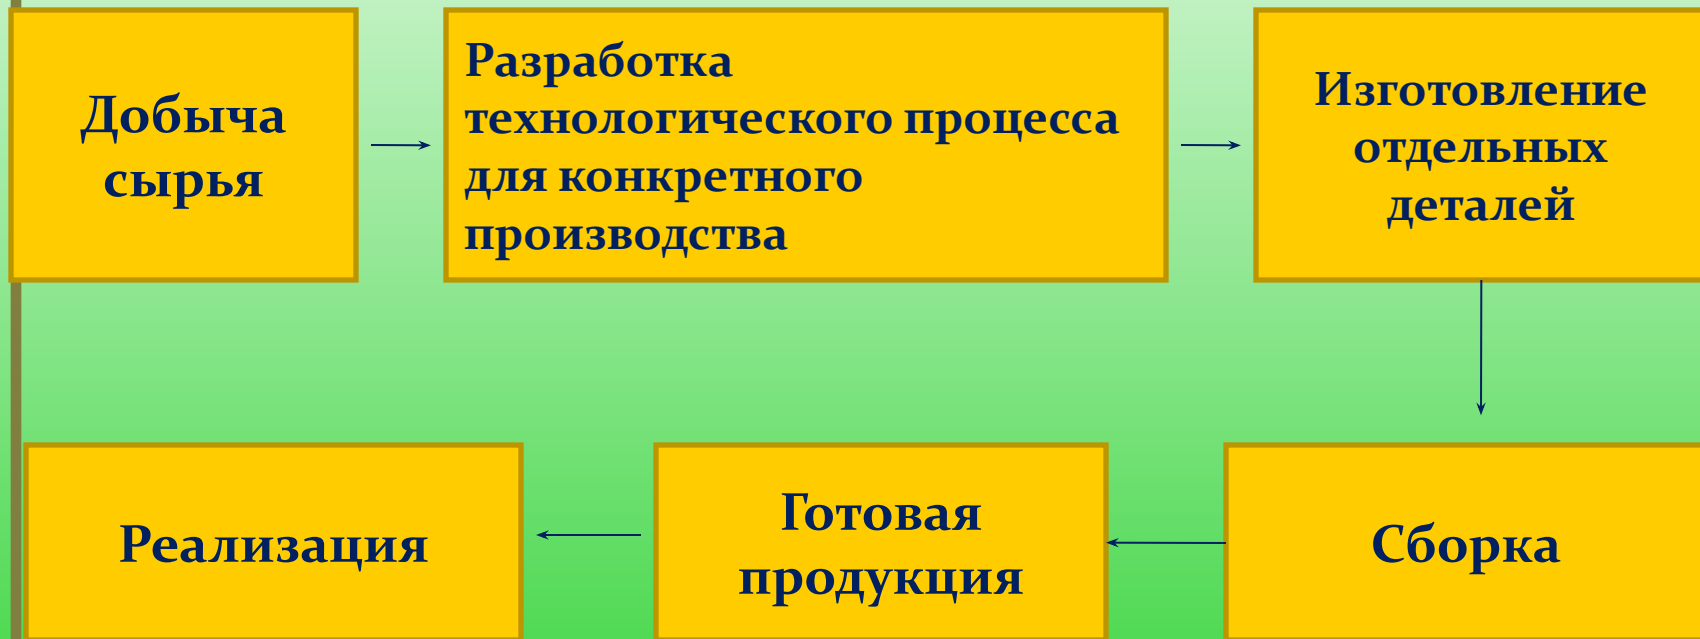 Добыча
сырья
Разработка
технологического процесса
для конкретного
производства
Изготовление
отдельных
деталей
Реализация
Готовая
продукция
Сборка